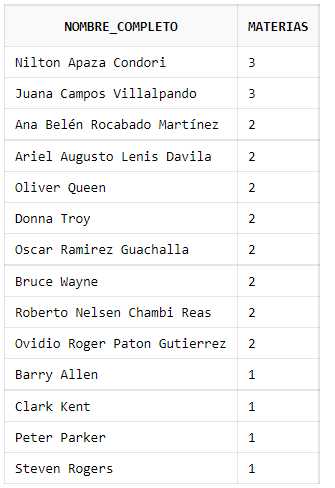 NOMBRE_COMPLETO MATERIAS
Nilton Apaza Condori 3
Juana Campos Villalpando 3
Ana Belén Rocabado Martínez 2
Ariel Augusto Lenis Davila 2
Oliver Queen 2
Donna Troy 2
Oscar Ramirez Guachalla 2
Bruce Wayne 2
Roberto Nelsen Chambi Reas 2
Ovidio Roger Paton Gutierrez 2
Barry Allen 1
Clark Kent 1
Peter Parker 1
Steven Rogers 1